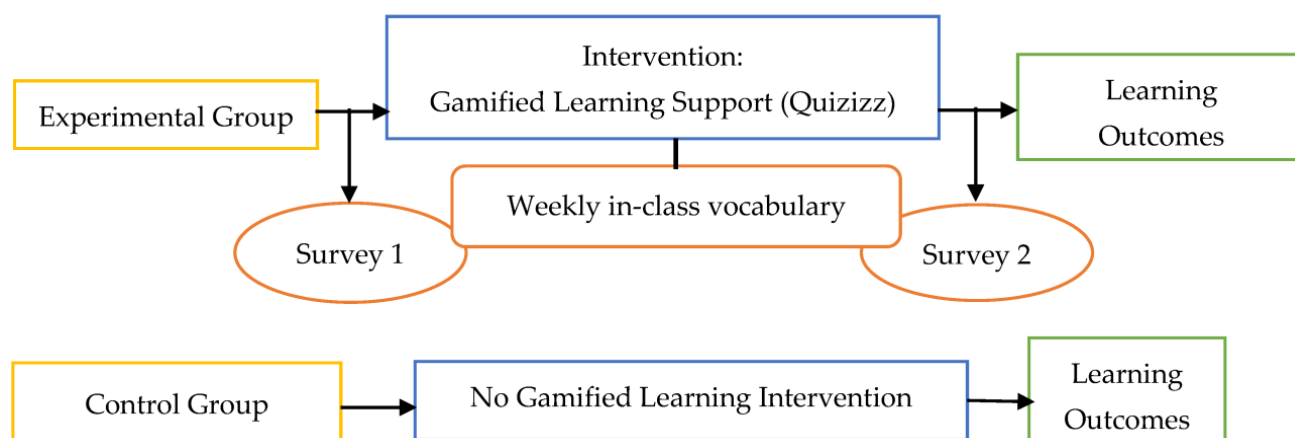 Experimental Group
Intervention:
Gamified Learning Support (Quizizz)
Learning
Outcomes
Weekly in-class vocabulary
Survey 1
Survey 2
Control Group
No Gamified Learning Intervention
Learning
Outcomes